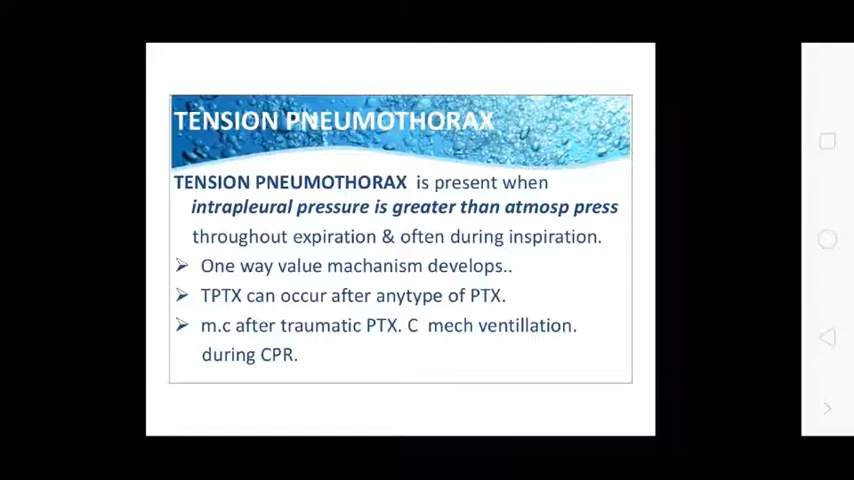 TENSION PNEUMOTHORAX
TENSION PNEUMOTHORAX is present when
intrapleural pressure is greater than atmosp press
throughout expiration & often during inspiration.
One way value machanism develops..
TPTX can occur after anytype of PTX.
m.c after traumatic PTX. C mech ventillation.
during CPR.